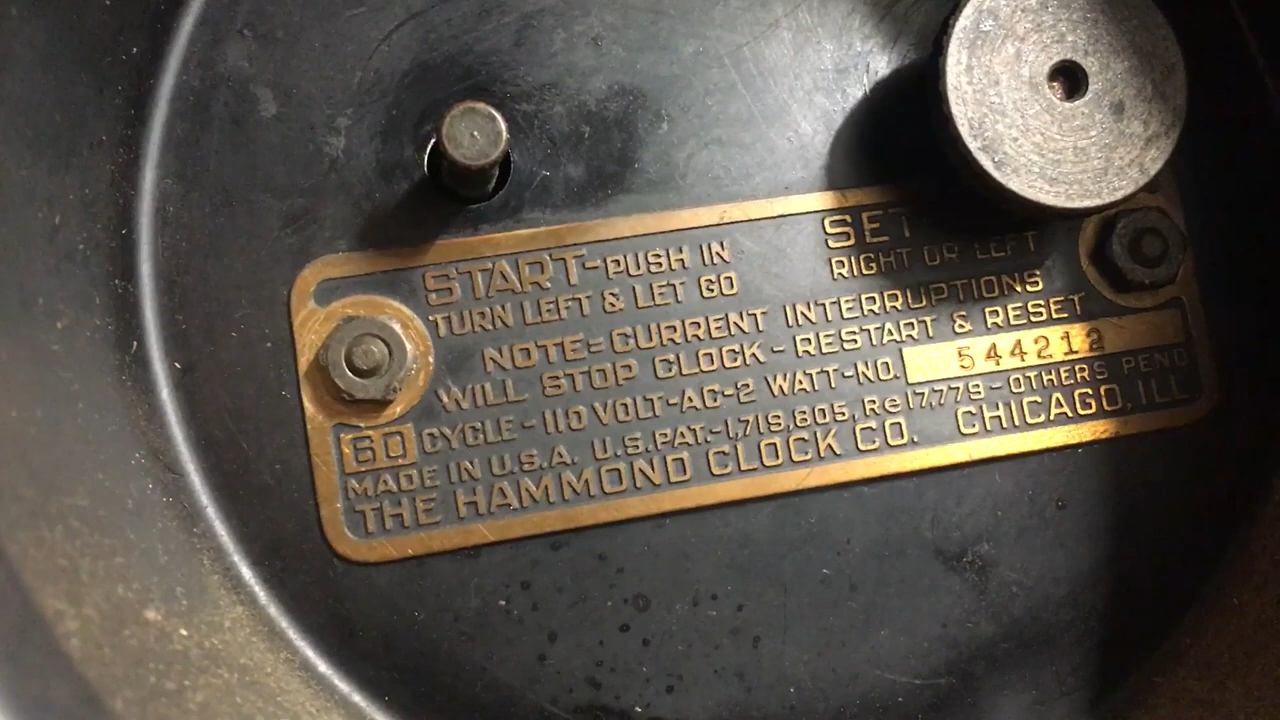 START-PUSH IN
TURN LEFT & LET GO
SET
RIGHT OR LEFT
NOTE=CURRENT INTERRUPTIONS
WILL STOP CLOCK-RESTART & RESET
60 CYCLE-110 VOLT-AC-2 WATT-NO. 544212
MADE IN U.S.A. U.S.PAT.-1,719,805, Re17,779-OTHERS PEND
THE HAMMOND CLOCK CO. CHICAGO, ILL